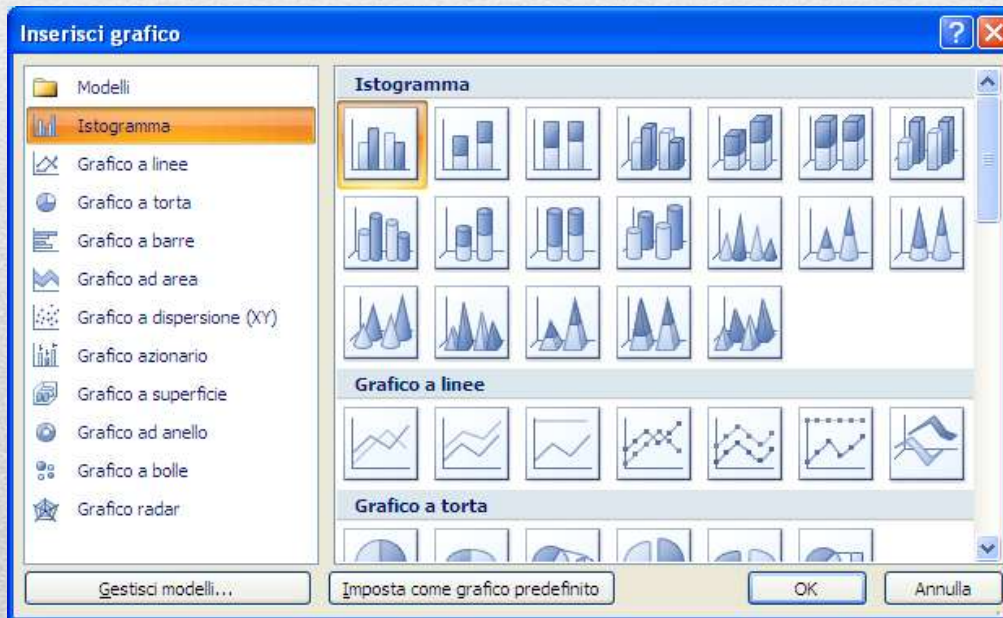 Inserisci grafico
Modelli
Istogramma
Grafico a linee
Grafico a torta
Grafico a barre
Grafico ad area
Grafico a dispersione (XY)
Grafico azionario
Grafico a superficie
Grafico ad anello
Grafico a bolle
Grafico radar
Istogramma
Grafico a linee
Grafico a torta
Gestisci modelli...
Imposta come grafico predefinito
OK
Annulla